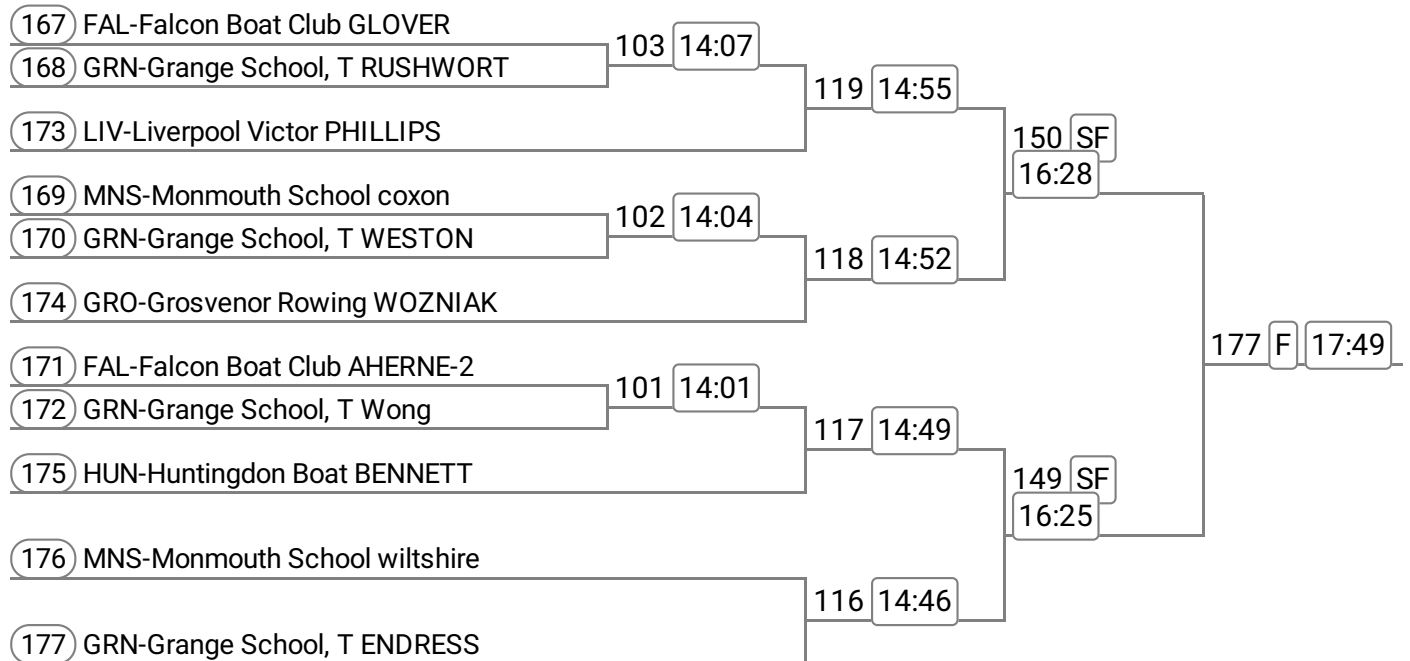 167 FAL-Falcon Boat Club GLOVER
103 14:07
168 GRN-Grange School, T RUSHWORT
119 14:55
173 LIV-Liverpool Victor PHILLIPS
150 SF
16:28
169 MNS-Monmouth School coxon
102 14:04
170 GRN-Grange School, T WESTON
118 14:52
174 GRO-Grosvenor Rowing WOZNIAK
177 F 17:49
171 FAL-Falcon Boat Club AHERNE-2
101 14:01
172 GRN-Grange School, T Wong
117 14:49
175 HUN-Huntingdon Boat BENNETT
149 SF
16:25
176 MNS-Monmouth School wiltshire
116 14:46
177 GRN-Grange School, T ENDRESS